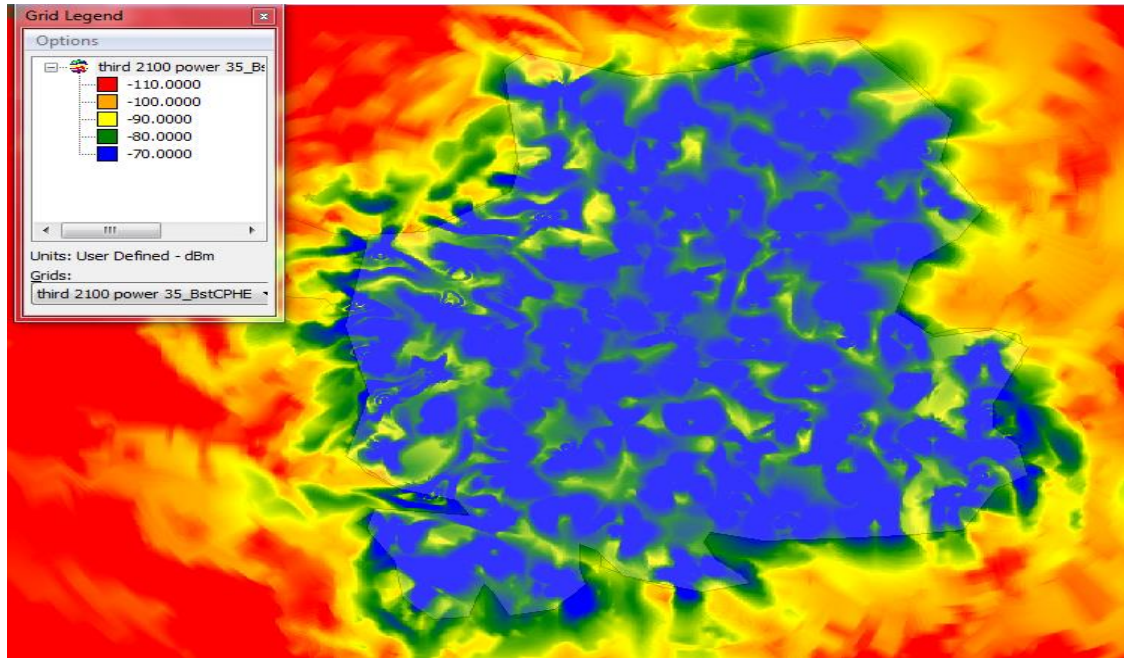 Grid Legend
Options
third 2100 power 35_Bs
-110.0000
-100.0000
-90.0000
-80.0000
-70.0000
Units: User Defined - dBm
Grids:
third 2100 power 35_BstCPHE